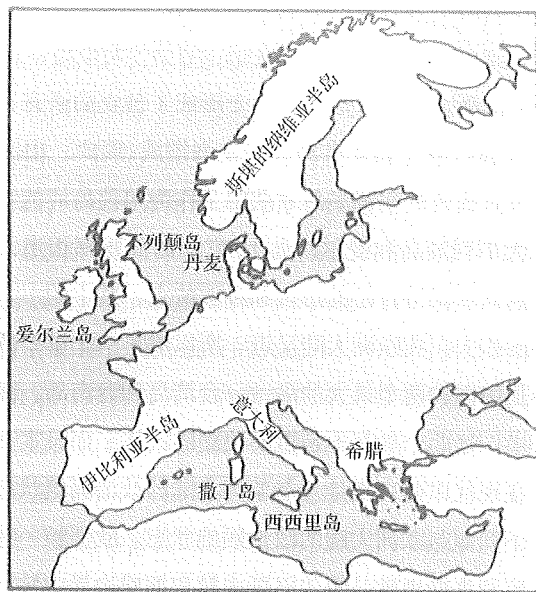 斯堪的纳维亚半岛
不列颠岛
丹麦
爱尔兰岛
意大利
伊比利亚半岛
希腊
撒丁岛
西西里岛